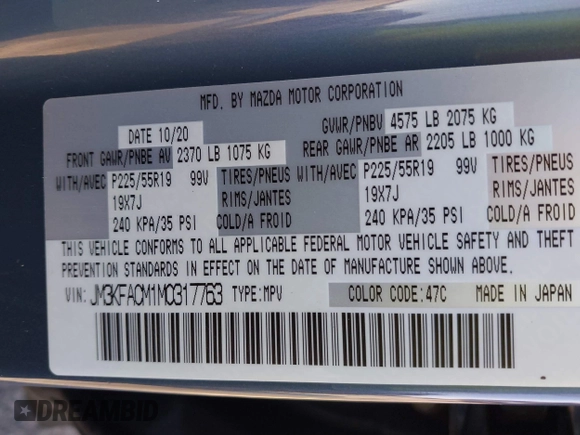 MFD. BY MAZDA MOTOR CORPORATION
DATE 10/20
GVWR/PNBV 4575 LB 2075 KG
FRONT GAWR/PNBE AV 2370 LB 1075 KG
REAR GAWR/PNBE AR 2205 LB 1000 KG
WITH/AVEC P225/55R19 99V TIRES/PNEUS WITH/AVEC P225/55R19 99V TIRES/PNEUS
19X7J RIMS/JANTES 19X7J RIMS/JANTES
240 KPA/35 PSI COLD/A FROID 240 KPA/35 PSI COLD/A FROID
THIS VEHICLE CONFORMS TO ALL APPLICABLE FEDERAL MOTOR VEHICLE SAFETY AND THEFT
PREVENTION STANDARDS IN EFFECT ON THE DATE OF MANUFACTURE SHOWN ABOVE.
VIN: JM3KFACM1M0317763 TYPE:MPV COLOR CODE:47C MADE IN JAPAN
DREAMBID